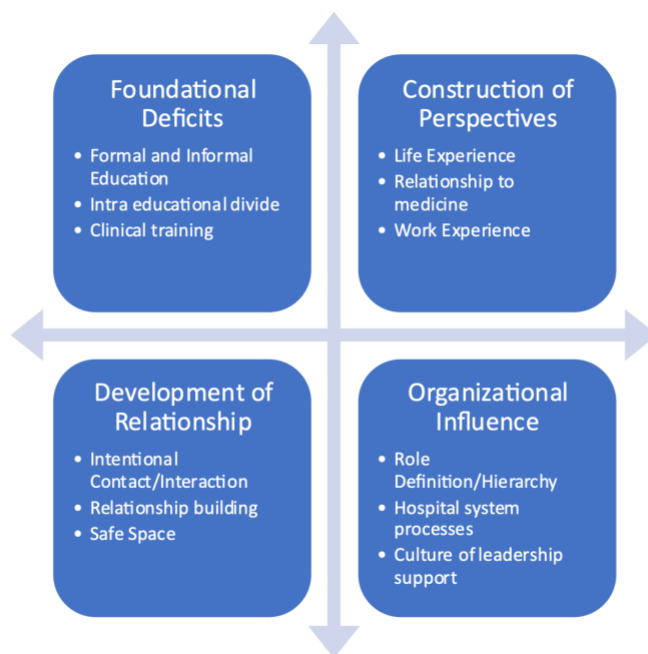 Foundational
Deficits
• Formal and Informal
Education
• Intra educational divide
• Clinical training
Construction of
Perspectives
• Life Experience
• Relationship to
medicine
• Work Experience
Development of
Relationship
• Intentional
Contact/Interaction
• Relationship building
• Safe Space
Organizational
Influence
• Role
Definition/Hierarchy
• Hospital system
processes
• Culture of leadership
support